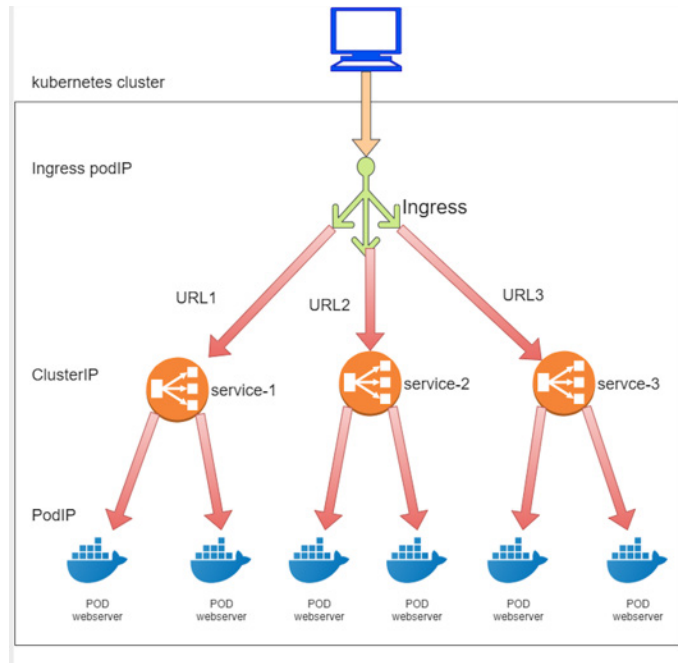 kubernetes cluster
Ingress podIP
Ingress
URL1
URL2
URL3
ClusterIP
service-1
service-2
servce-3
PodIP
POD
webserver
POD
webserver
POD
webserver
POD
webserver
POD
webserver
POD
webserver